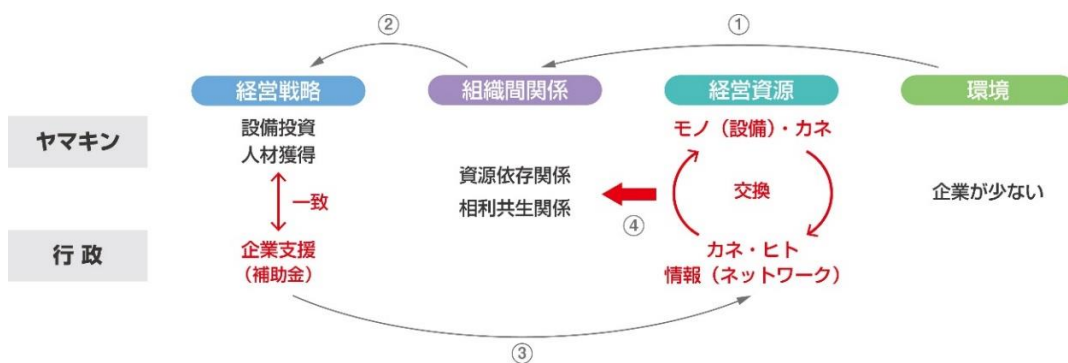 ②
①
経営戦略
組織間関係
経営資源
環境
ヤマキン
設備投資
人材獲得
モノ（設備）・カネ
資源依存関係
相利共生関係
一致
交換
④
企業が少ない
行政
企業支援
（補助金）
カネ・ヒト
情報（ネットワーク）
③